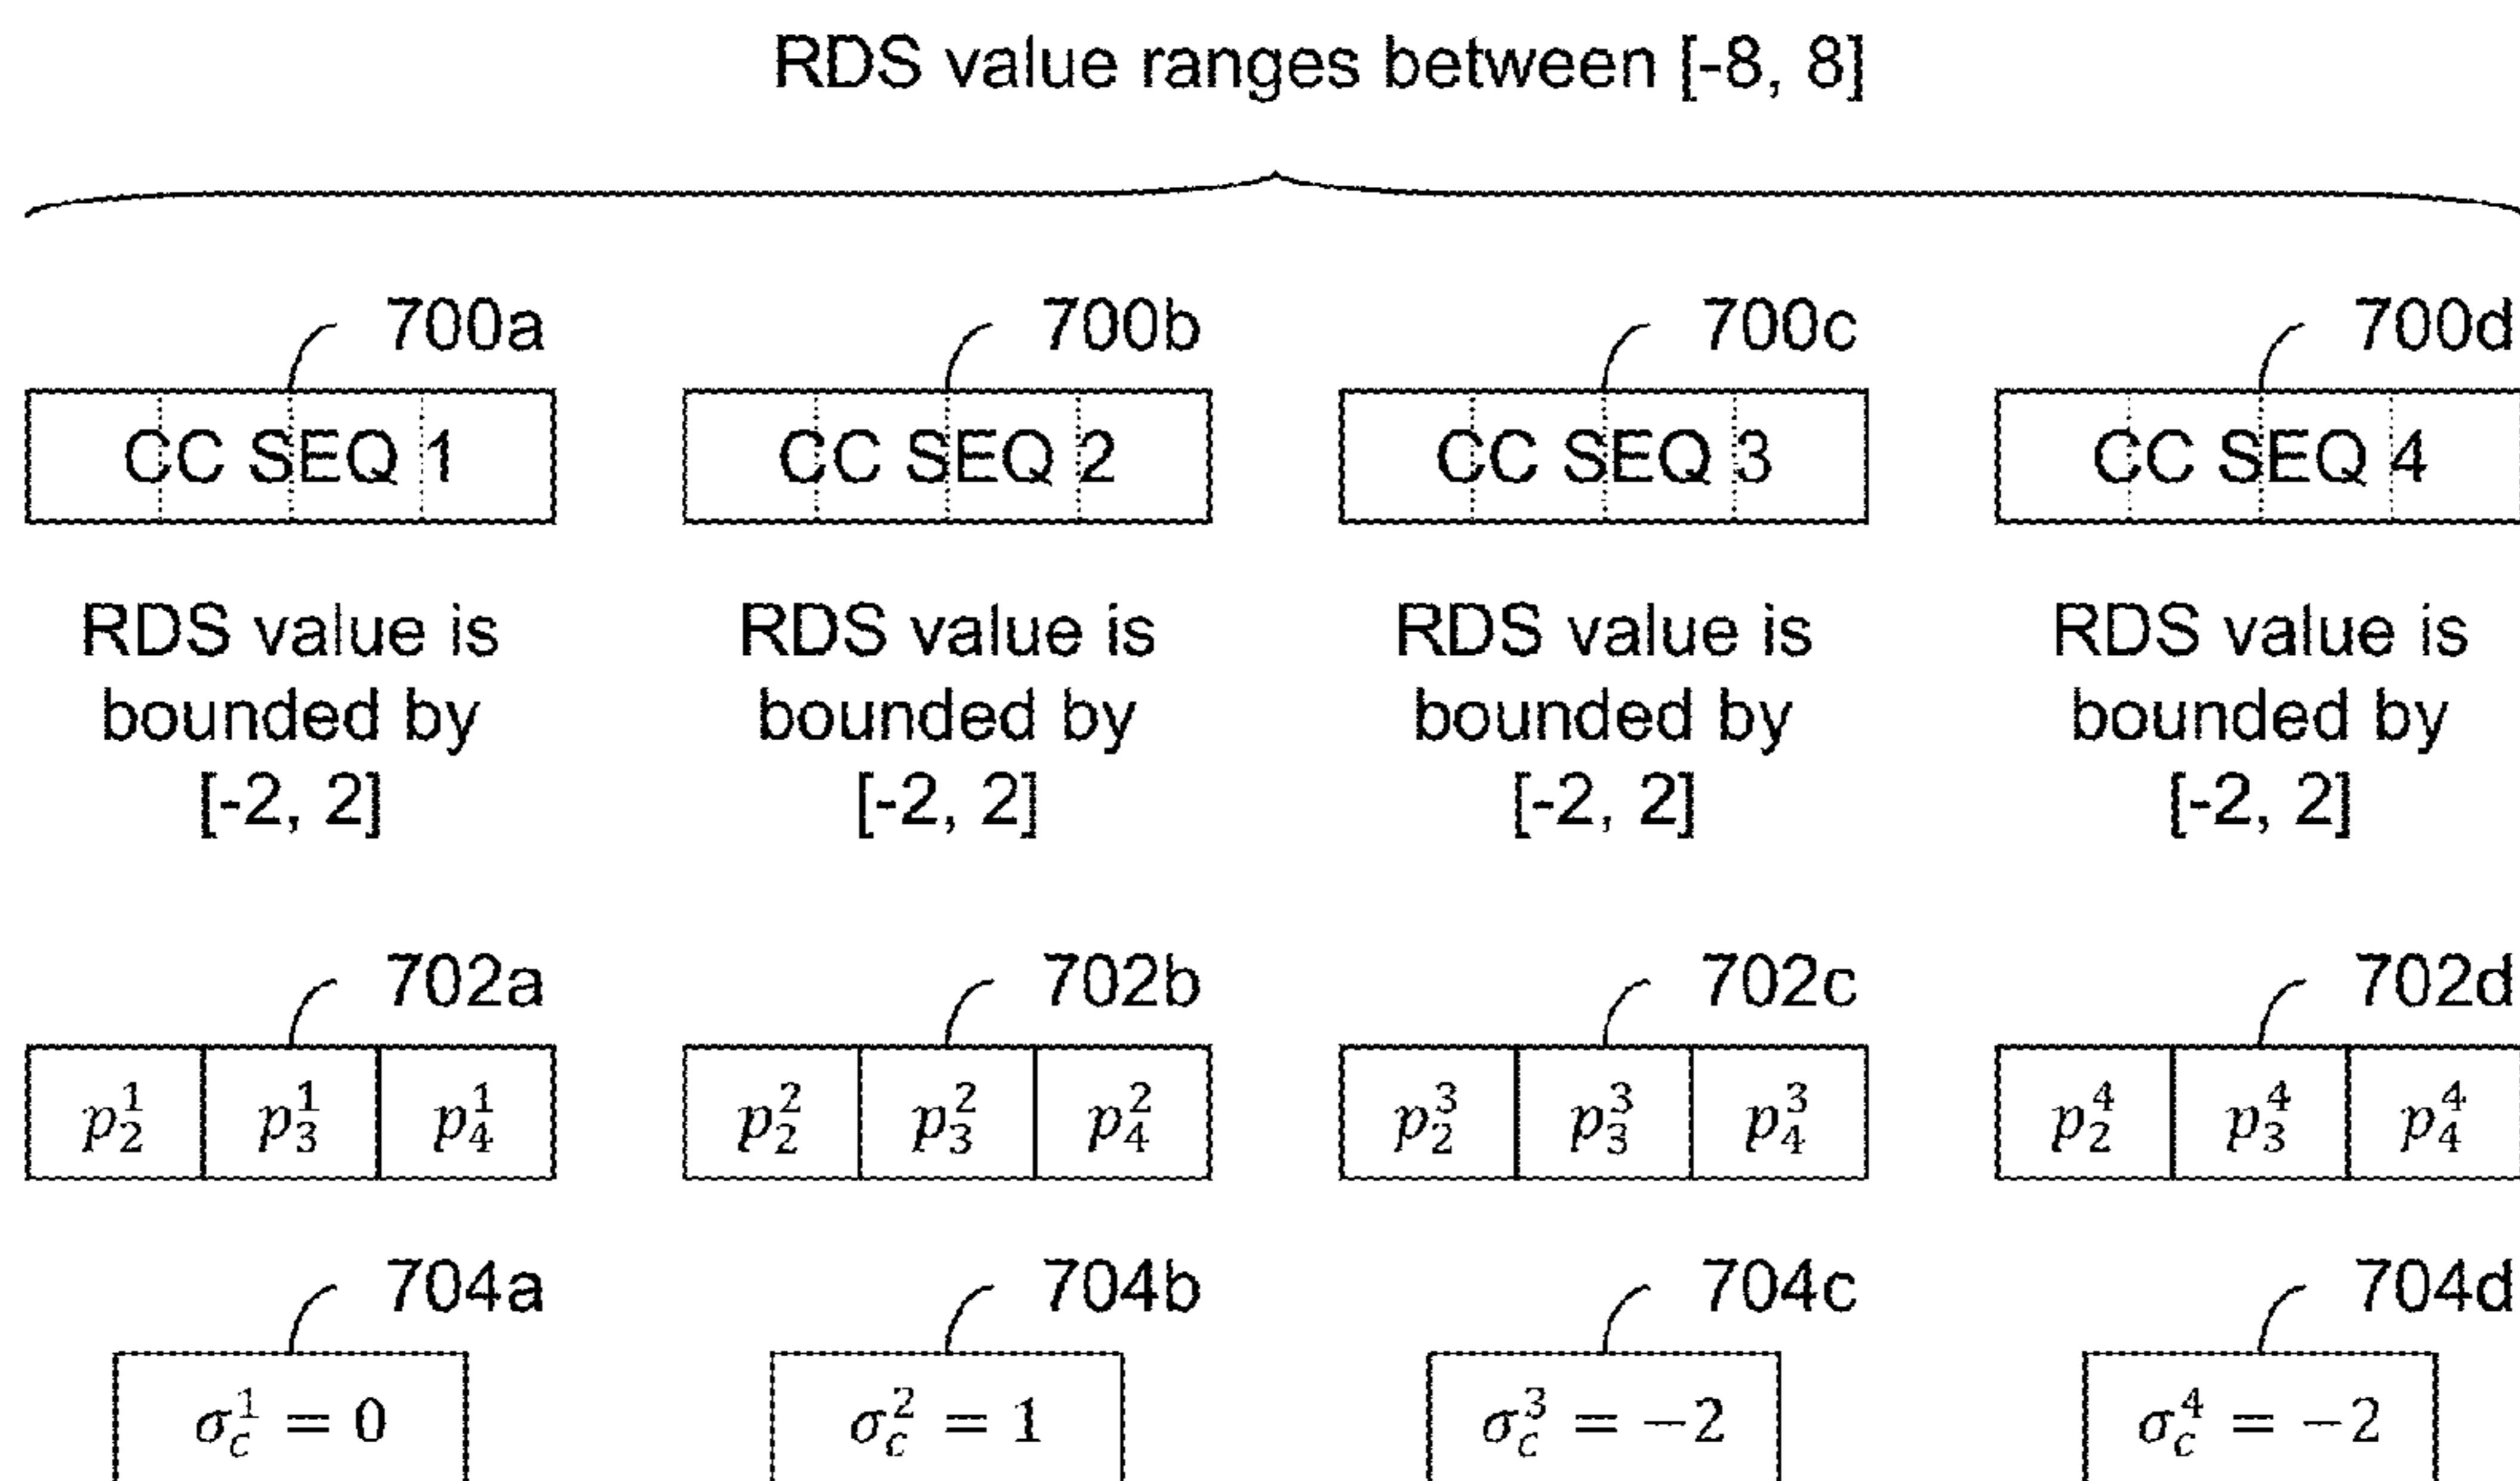 RDS value ranges between [-8, 8]
700a 700b 700c 700d
CC SEQ 1 CC SEQ 2 CC SEQ 3 CC SEQ 4
RDS value is RDS value is RDS value is RDS value is
bounded by bounded by bounded by bounded by
[-2, 2] [-2, 2] [-2, 2] [-2, 2]
702a 702b 702c 702d
p_2^1 p_3^1 p_4^1 p_2^2 p_3^2 p_4^2 p_2^3 p_3^3 p_4^3 p_2^4 p_3^4 p_4^4
704a 704b 704c 704d
σ_c^1 = 0 σ_c^2 = 1 σ_c^3 = −2 σ_c^4 = −2